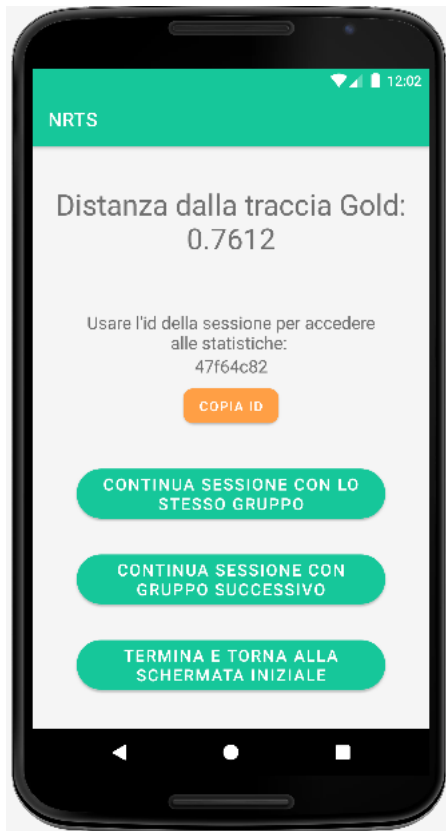 12:02
NRTS
Distanza dalla traccia Gold:
0.7612
Usare l'id della sessione per accedere
alle statistiche:
47f64c82
COPIA ID
CONTINUA SESSIONE CON LO
STESSO GRUPPO
CONTINUA SESSIONE CON
GRUPPO SUCCESSIVO
TERMINA E TORNA ALLA
SCHERMATA INIZIALE